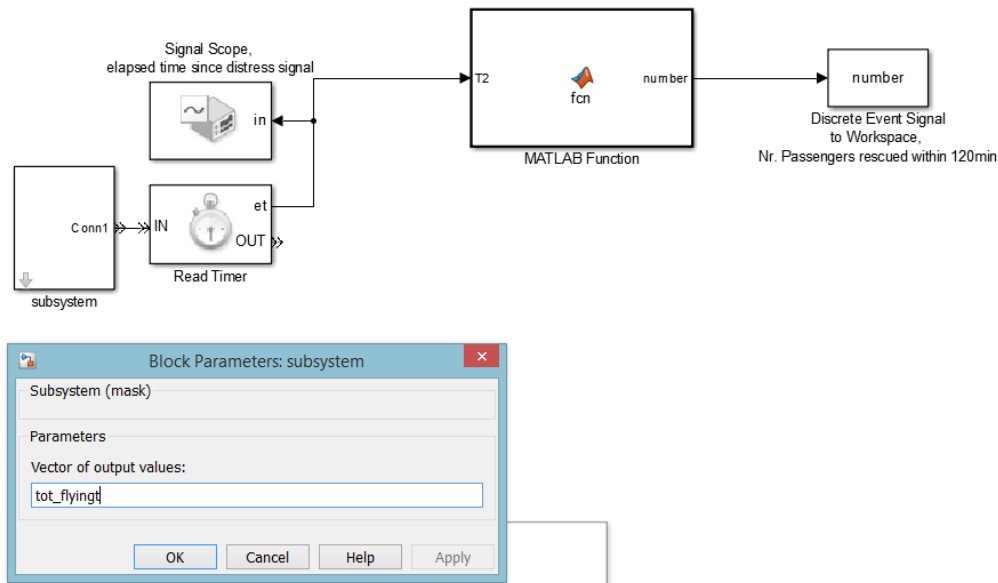 Signal Scope,
elapsed time since distress signal
in
T2
fcn
number
MATLAB Function
number
Discrete Event Signal
to Workspace,
Nr. Passengers rescued within 120min
Conn1
subsystem
IN
et
OUT
Read Timer
Block Parameters: subsystem
Subsystem (mask)
Parameters
Vector of output values:
tot_flyingt
OK Cancel Help Apply